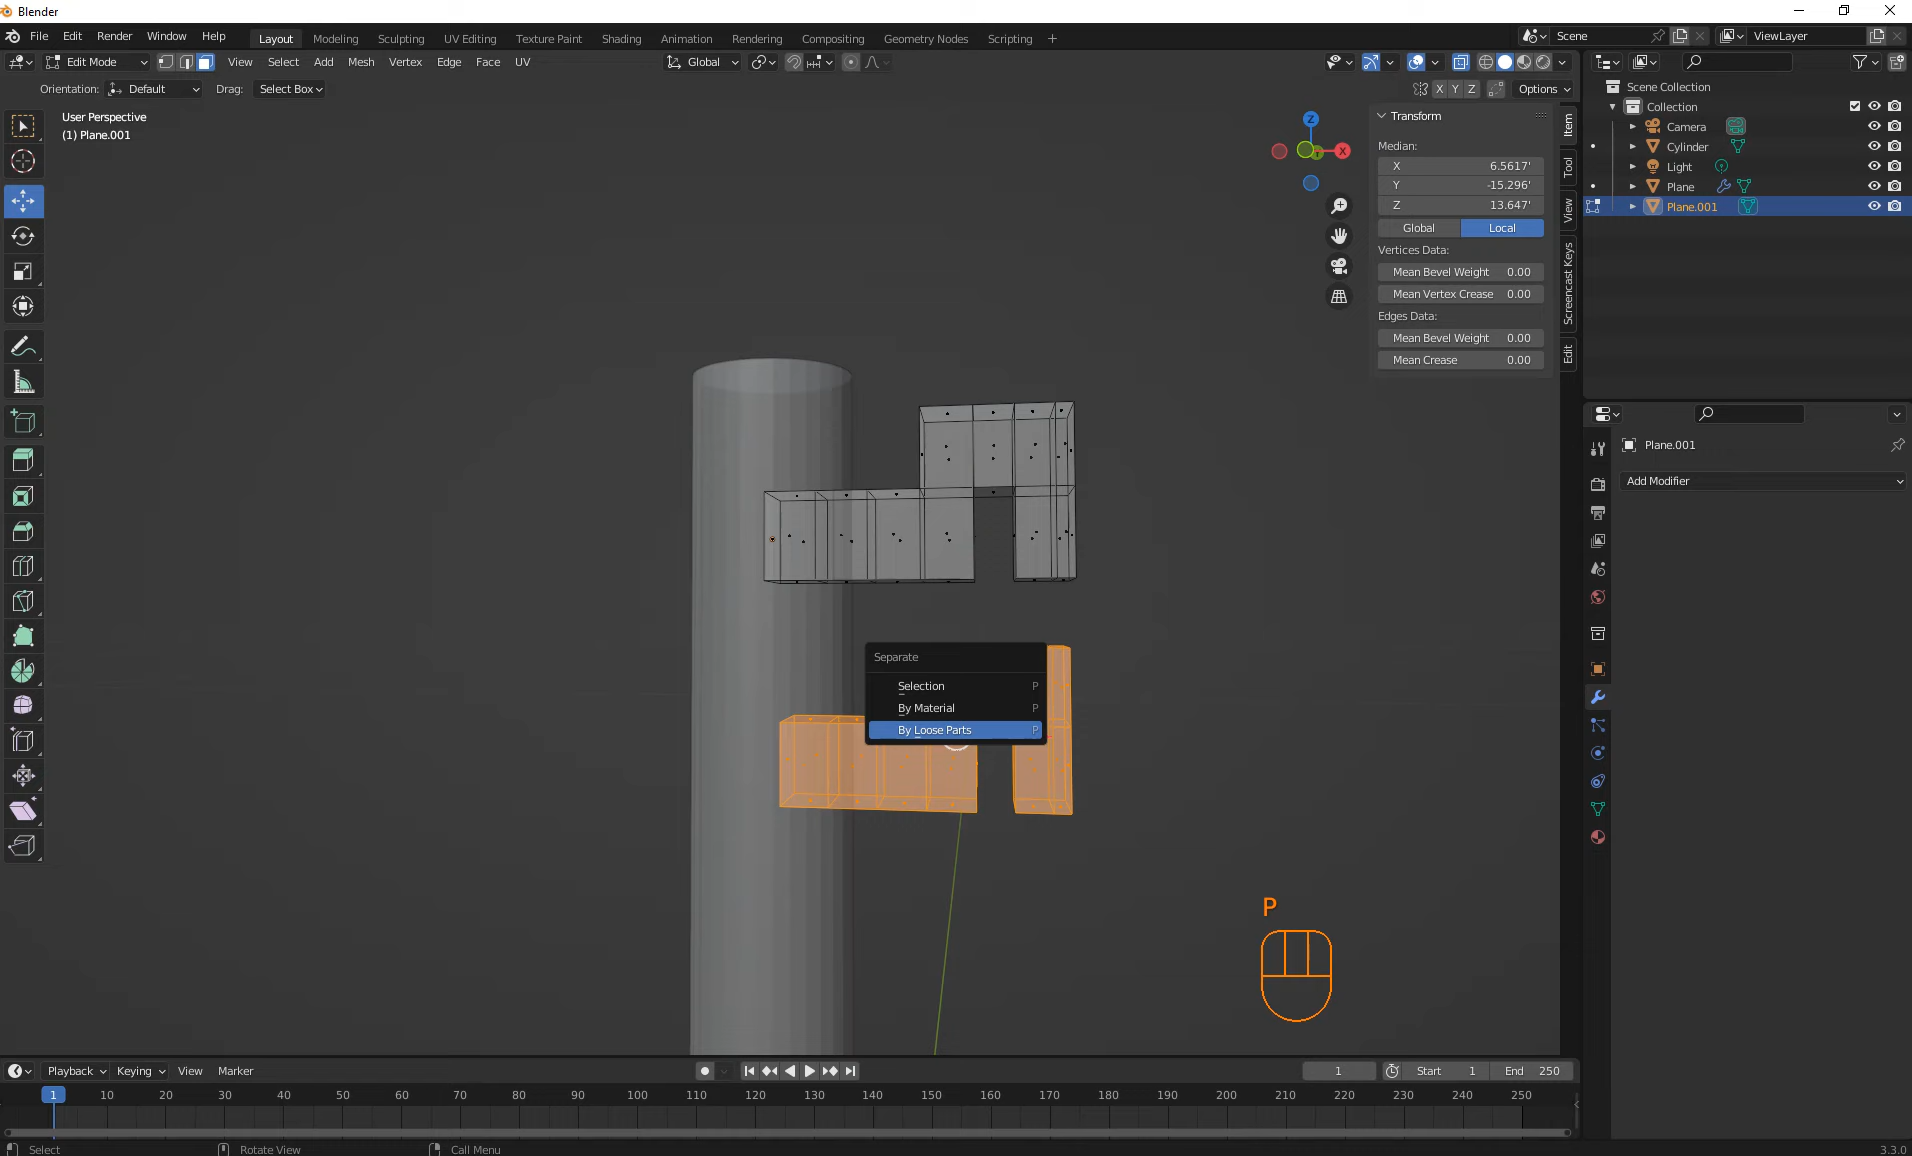 Blender
File Edit Render Window Help Layout Modeling Sculpting UV Editing Texture Paint Shading Animation Rendering Compositing Geometry Nodes Scripting + Scene ViewLayer
Edit Mode View Select Add Mesh Vertex Edge Face UV Global
Orientation: Default Drag: Select Box X Y Z Options
User Perspective
(1) Plane.001
Z
X
Transform
Median:
X 6.5617'
Y -15.296'
Z 13.647'
Global Local
Vertices Data:
Mean Bevel Weight 0.00
Mean Vertex Crease 0.00
Edges Data:
Mean Bevel Weight 0.00
Mean Crease 0.00
Item
Tool
View
Screencast Keys
Edit
Scene Collection
Collection
Camera
Cylinder
Light
Plane
Plane.001
Plane.001
Add Modifier
Separate
Selection P
By Material P
By Loose Parts P
P
Playback Keying View Marker 1 Start 1 End 250
1 10 20 30 40 50 60 70 80 90 100 110 120 130 140 150 160 170 180 190 200 210 220 230 240 250
Select Rotate View Call Menu 3.3.0